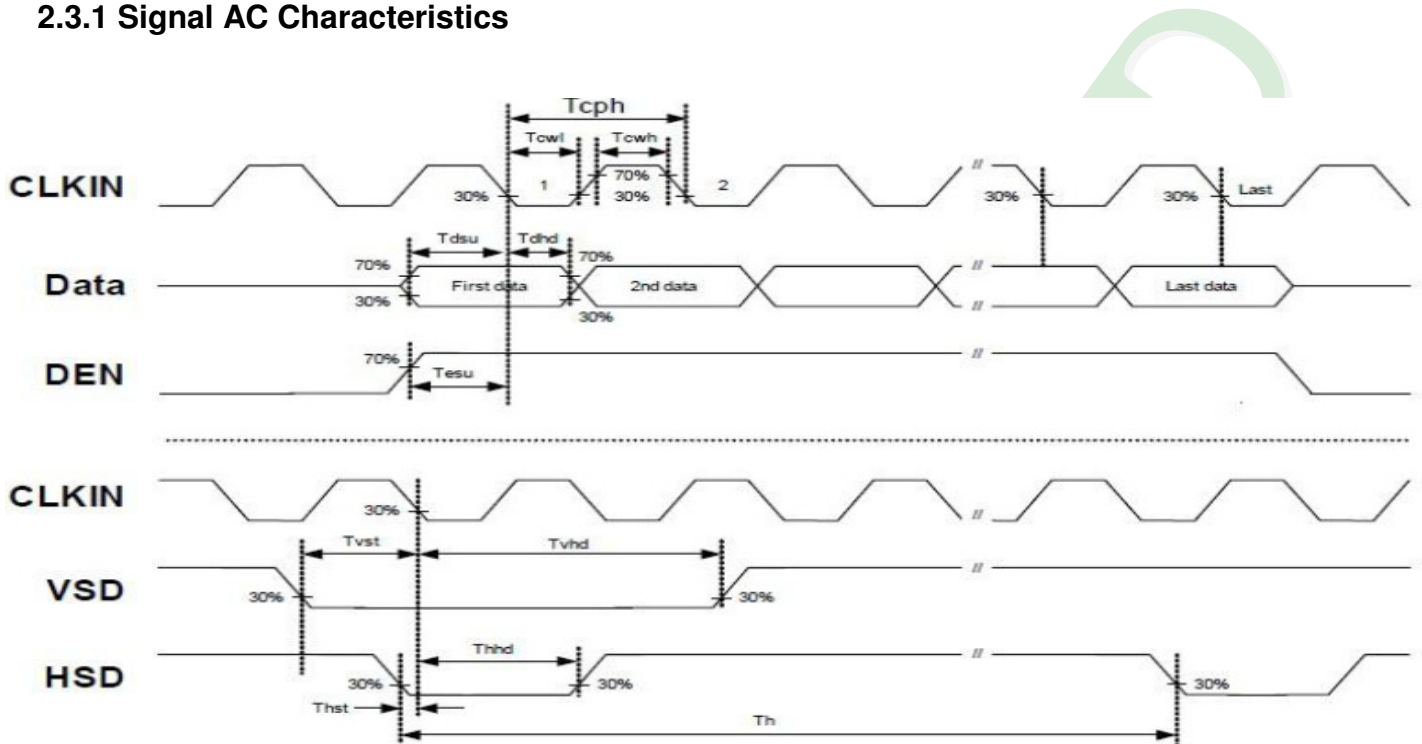 2.3.1 Signal AC Characteristics
Tcph
Tcwl Tcwh
CLKIN 30% 1 70% 30% 2 // 30% 30% Last
Tdsu Tdhd
70% 70%
Data First data 2nd data // // Last data
30% 30%
DEN 70% Tesu //
CLKIN 30% //
Tvst Tvhd
VSD 30% 30% //
Thhd
HSD 30% 30% // 30%
Thst
Th